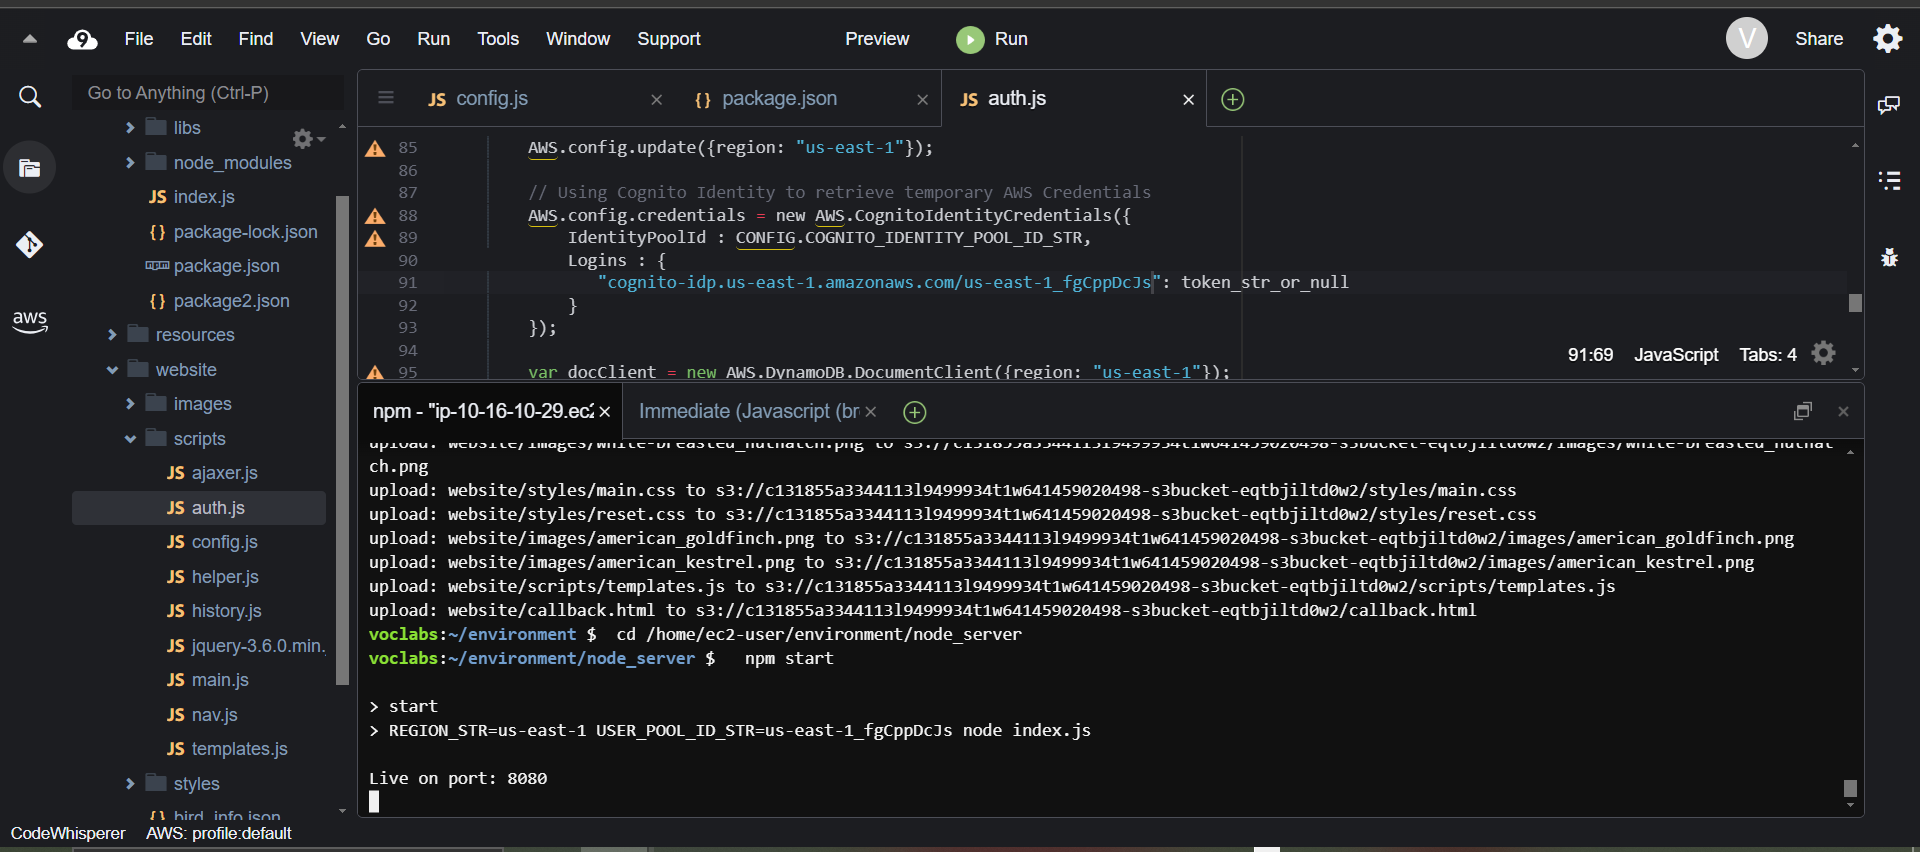 File Edit Find View Go Run Tools Window Support Preview Run V Share
9
Go to Anything (Ctrl-P)
libs
node_modules
JS index.js
{ } package-lock.json
package.json
{ } package2.json
aws
resources
website
images
scripts
JS ajaxer.js
JS auth.js
JS config.js
JS helper.js
JS history.js
JS jquery-3.6.0.min.
JS main.js
JS nav.js
JS templates.js
styles
{ } bird_info.json
JS config.js
{ } package.json
JS auth.js
85 AWS.config.update({region: "us-east-1"});
86
87 // Using Cognito Identity to retrieve temporary AWS Credentials
88 AWS.config.credentials = new AWS.CognitoIdentityCredentials({
89 IdentityPoolId : CONFIG.COGNITO_IDENTITY_POOL_ID_STR,
90 Logins : {
91 "cognito-idp.us-east-1.amazonaws.com/us-east-1_fgCppDcJs": token_str_or_null
92 }
93 });
94
95 var docClient = new AWS.DynamoDB.DocumentClient({region: "us-east-1"});
91:69 JavaScript Tabs: 4
npm - "ip-10-16-10-29.ec2
Immediate (Javascript (br
upload: website/images/white-breasted_nuthatch.png to s3://c131855a3344113l9499934t1w641459020498-s3bucket-eqtbjiltd0w2/images/white-breasted_nuthat
ch.png
upload: website/styles/main.css to s3://c131855a3344113l9499934t1w641459020498-s3bucket-eqtbjiltd0w2/styles/main.css
upload: website/styles/reset.css to s3://c131855a3344113l9499934t1w641459020498-s3bucket-eqtbjiltd0w2/styles/reset.css
upload: website/images/american_goldfinch.png to s3://c131855a3344113l9499934t1w641459020498-s3bucket-eqtbjiltd0w2/images/american_goldfinch.png
upload: website/images/american_kestrel.png to s3://c131855a3344113l9499934t1w641459020498-s3bucket-eqtbjiltd0w2/images/american_kestrel.png
upload: website/scripts/templates.js to s3://c131855a3344113l9499934t1w641459020498-s3bucket-eqtbjiltd0w2/scripts/templates.js
upload: website/callback.html to s3://c131855a3344113l9499934t1w641459020498-s3bucket-eqtbjiltd0w2/callback.html
voclabs:~/environment $ cd /home/ec2-user/environment/node_server
voclabs:~/environment/node_server $ npm start
> start
> REGION_STR=us-east-1 USER_POOL_ID_STR=us-east-1_fgCppDcJs node index.js
Live on port: 8080
CodeWhisperer AWS: profile:default